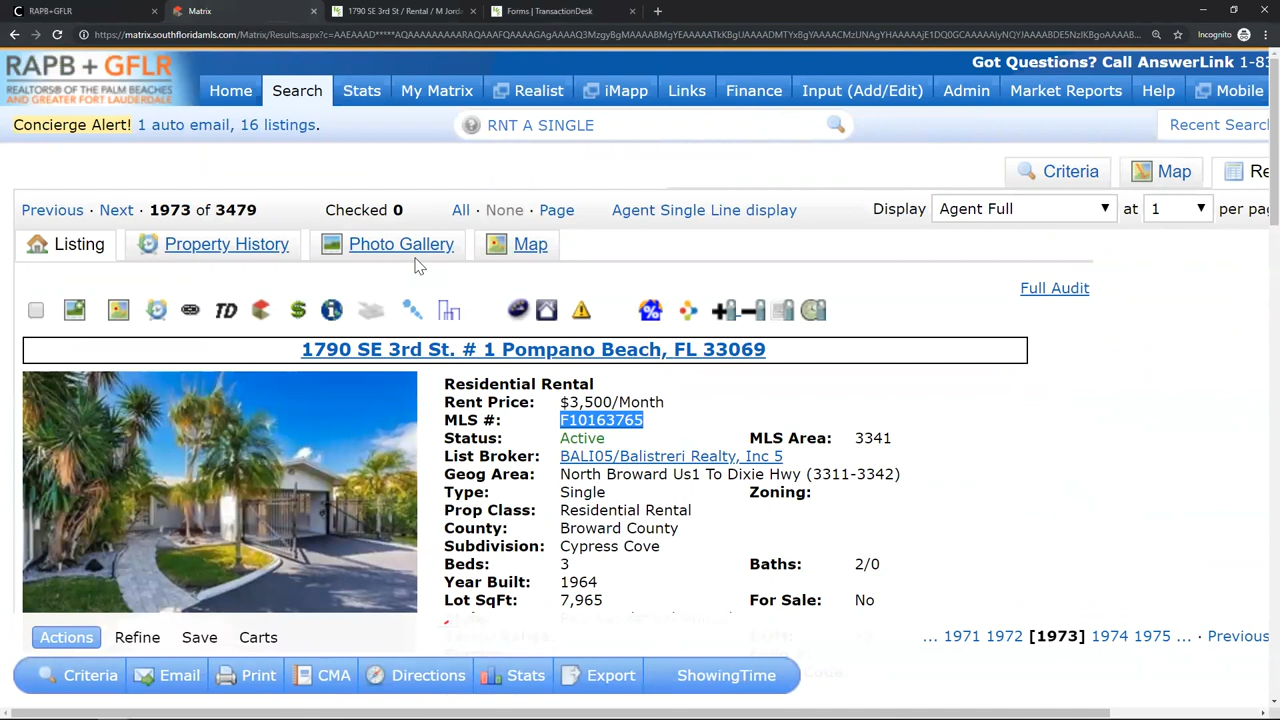 RAPB+GFLR
Matrix
1790 SE 3rd St / Rental / M Jord
Forms | TransactionDesk
Incognito
RAPB + GFLR
REALTORS® OF THE PALM BEACHES
AND GREATER FORT LAUDERDALE
Got Questions? Call AnswerLink 1-8
Home
Search
Stats
My Matrix
Realist
iMapp
Links
Finance
Input (Add/Edit)
Admin
Market Reports
Help
Mobile
Concierge Alert! 1 auto email, 16 listings.
RNT A SINGLE
Recent Searc
Criteria
Map
Re
Previous · Next · 1973 of 3479
Checked 0
All · None · Page
Agent Single Line display
Display
Agent Full
at
1
per pag
Listing
Property History
Photo Gallery
Map
Full Audit
TD
1790 SE 3rd St. # 1 Pompano Beach, FL 33069
Residential Rental
Rent Price: $3,500/Month
MLS #: F10163765
Status: Active
MLS Area: 3341
List Broker: BALI05/Balistreri Realty, Inc 5
Geog Area: North Broward Us1 To Dixie Hwy (3311-3342)
Type: Single
Zoning:
Prop Class: Residential Rental
County: Broward County
Subdivision: Cypress Cove
Beds: 3
Baths: 2/0
Year Built: 1964
Lot SqFt: 7,965
For Sale: No
Actions
Refine
Save
Carts
... 1971 1972 [1973] 1974 1975 ... · Previous
Criteria
Email
Print
CMA
Directions
Stats
Export
ShowingTime